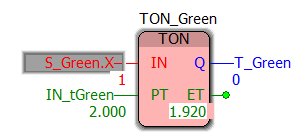 TON_Green
TON
S_Green.X IN Q T_Green
1 0
IN_tGreen PT ET
2.000 1.920